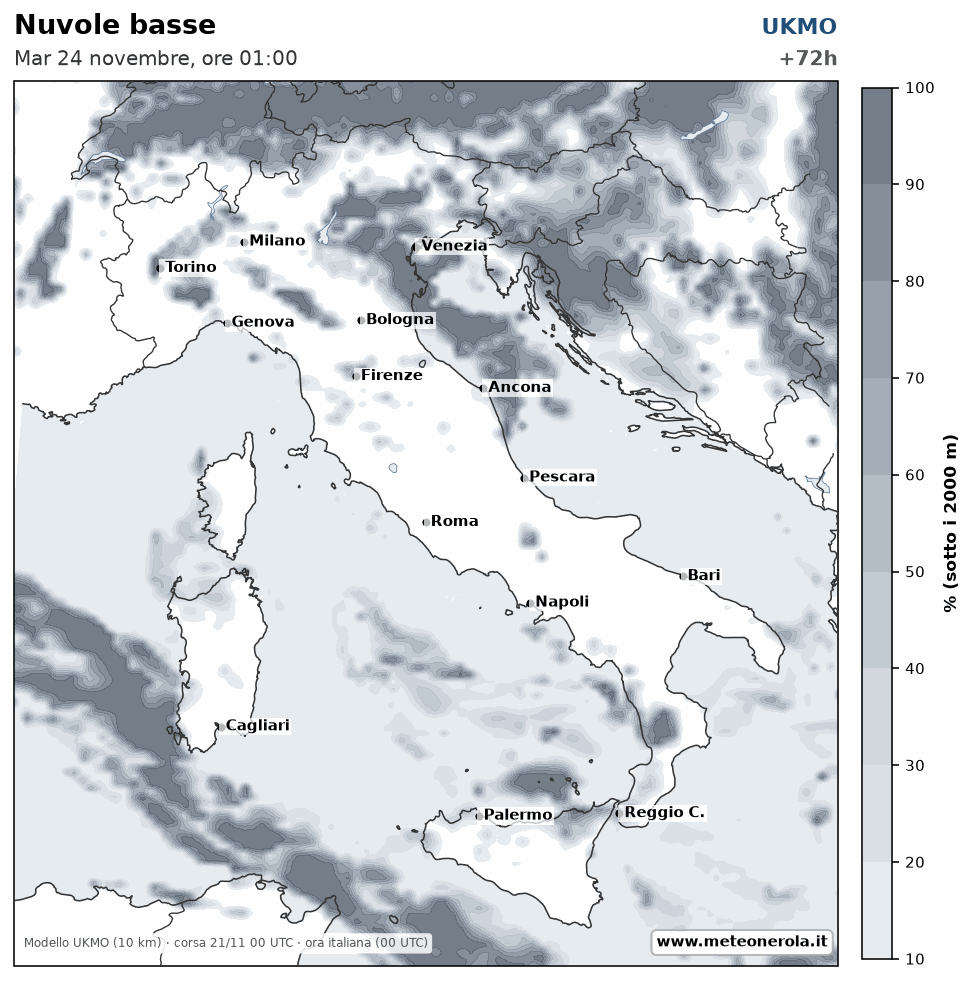 Nuvole basse
UKMO
Mar 24 novembre, ore 01:00
+72h
100
90
80
70
60
50
40
30
20
10
% (sotto i 2000 m)
Milano
Venezia
Torino
Genova
Bologna
Firenze
Ancona
Pescara
Roma
Bari
Napoli
Cagliari
Palermo
Reggio C.
Modello UKMO (10 km) · corsa 21/11 00 UTC · ora italiana (00 UTC)
www.meteonerola.it